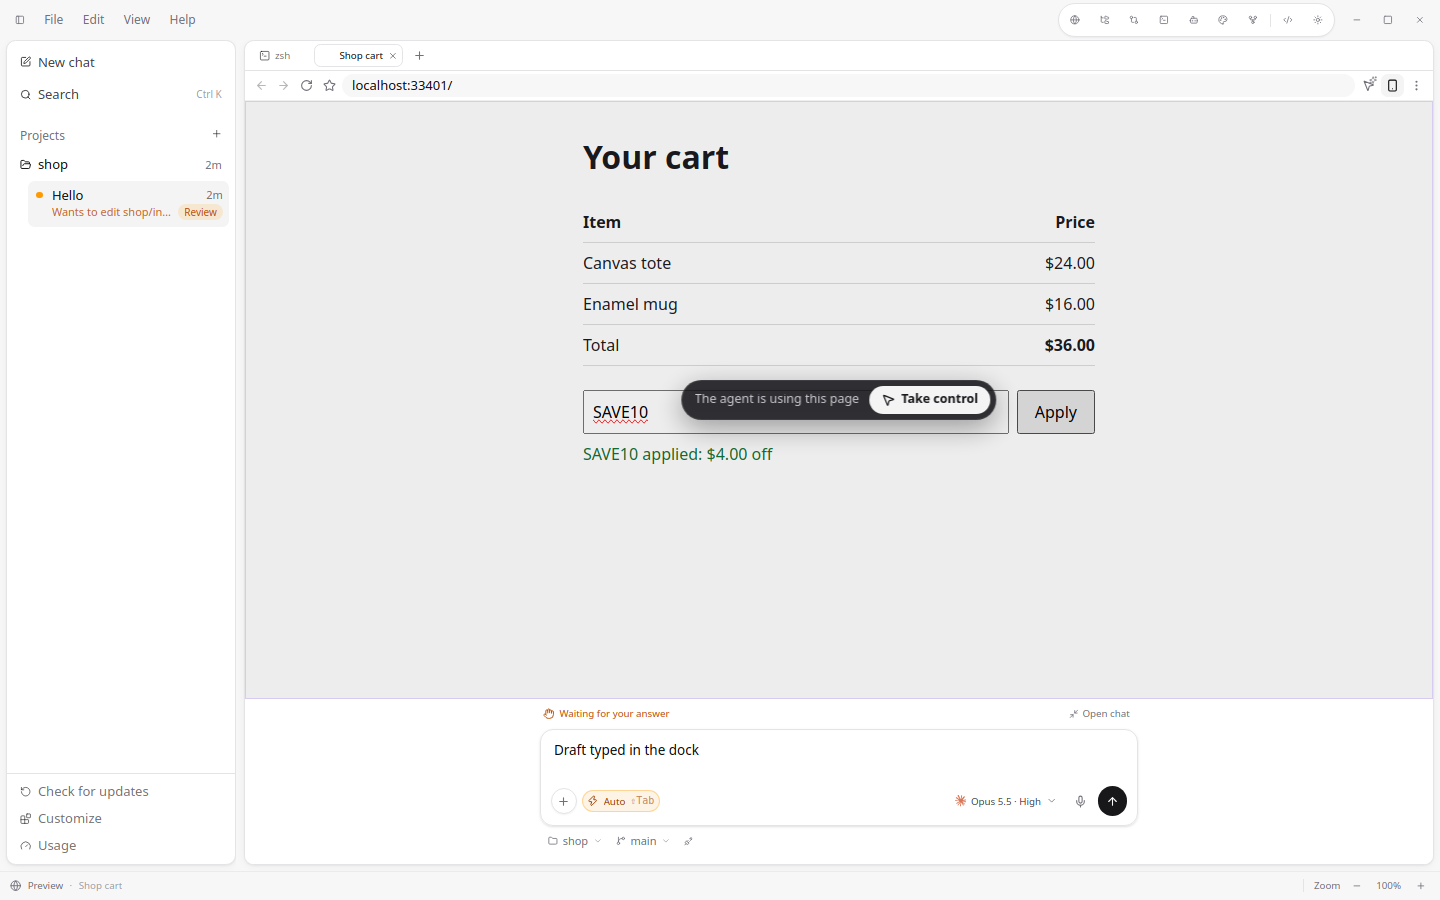 File Edit View Help
New chat
Search Ctrl K
Projects
shop 2m
Hello 2m
Wants to edit shop/in... Review
Check for updates
Customize
Usage
zsh
Shop cart
localhost:33401/
Your cart
Item Price
Canvas tote $24.00
Enamel mug $16.00
Total $36.00
SAVE10
The agent is using this page Take control
Apply
SAVE10 applied: $4.00 off
Waiting for your answer Open chat
Draft typed in the dock
Auto ⇧Tab Opus 5.5 · High
shop main
Preview · Shop cart Zoom − 100% +